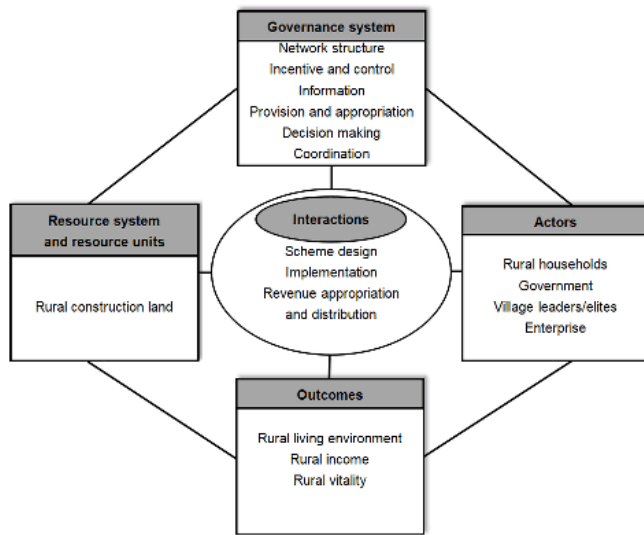 Governance system
Network structure
Incentive and control
Information
Provision and appropriation
Decision making
Coordination
Resource system
and resource units
Rural construction land
Interactions
Scheme design
Implementation
Revenue appropriation
and distribution
Actors
Rural households
Government
Village leaders/elites
Enterprise
Outcomes
Rural living environment
Rural income
Rural vitality